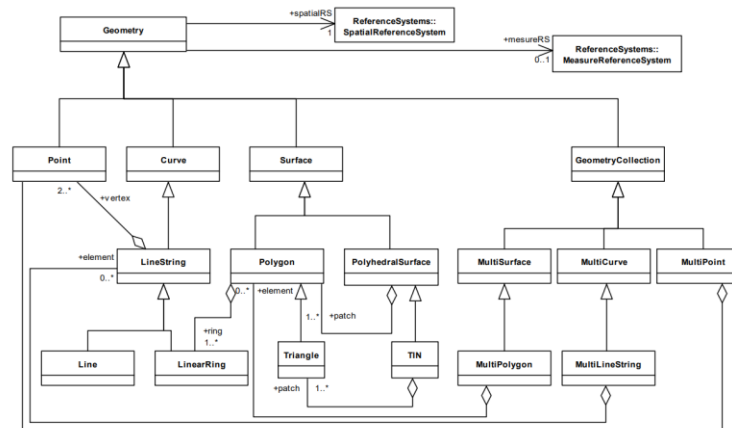 +spatialRS
ReferenceSystems::
Geometry
1
SpatialReferenceSystem
+mesureRS
ReferenceSystems::
0..1
MeasureReferenceSystem
Point
Curve
Surface
GeometryCollection
2..*
+vertex
+element
LineString
Polygon
PolyhedralSurface
MultiSurface
MultiCurve
MultiPoint
0..*
0..*
+element
+patch
+ring
1..*
1..*
Line
LinearRing
Triangle
TIN
MultiPolygon
MultiLineString
+patch
1..*